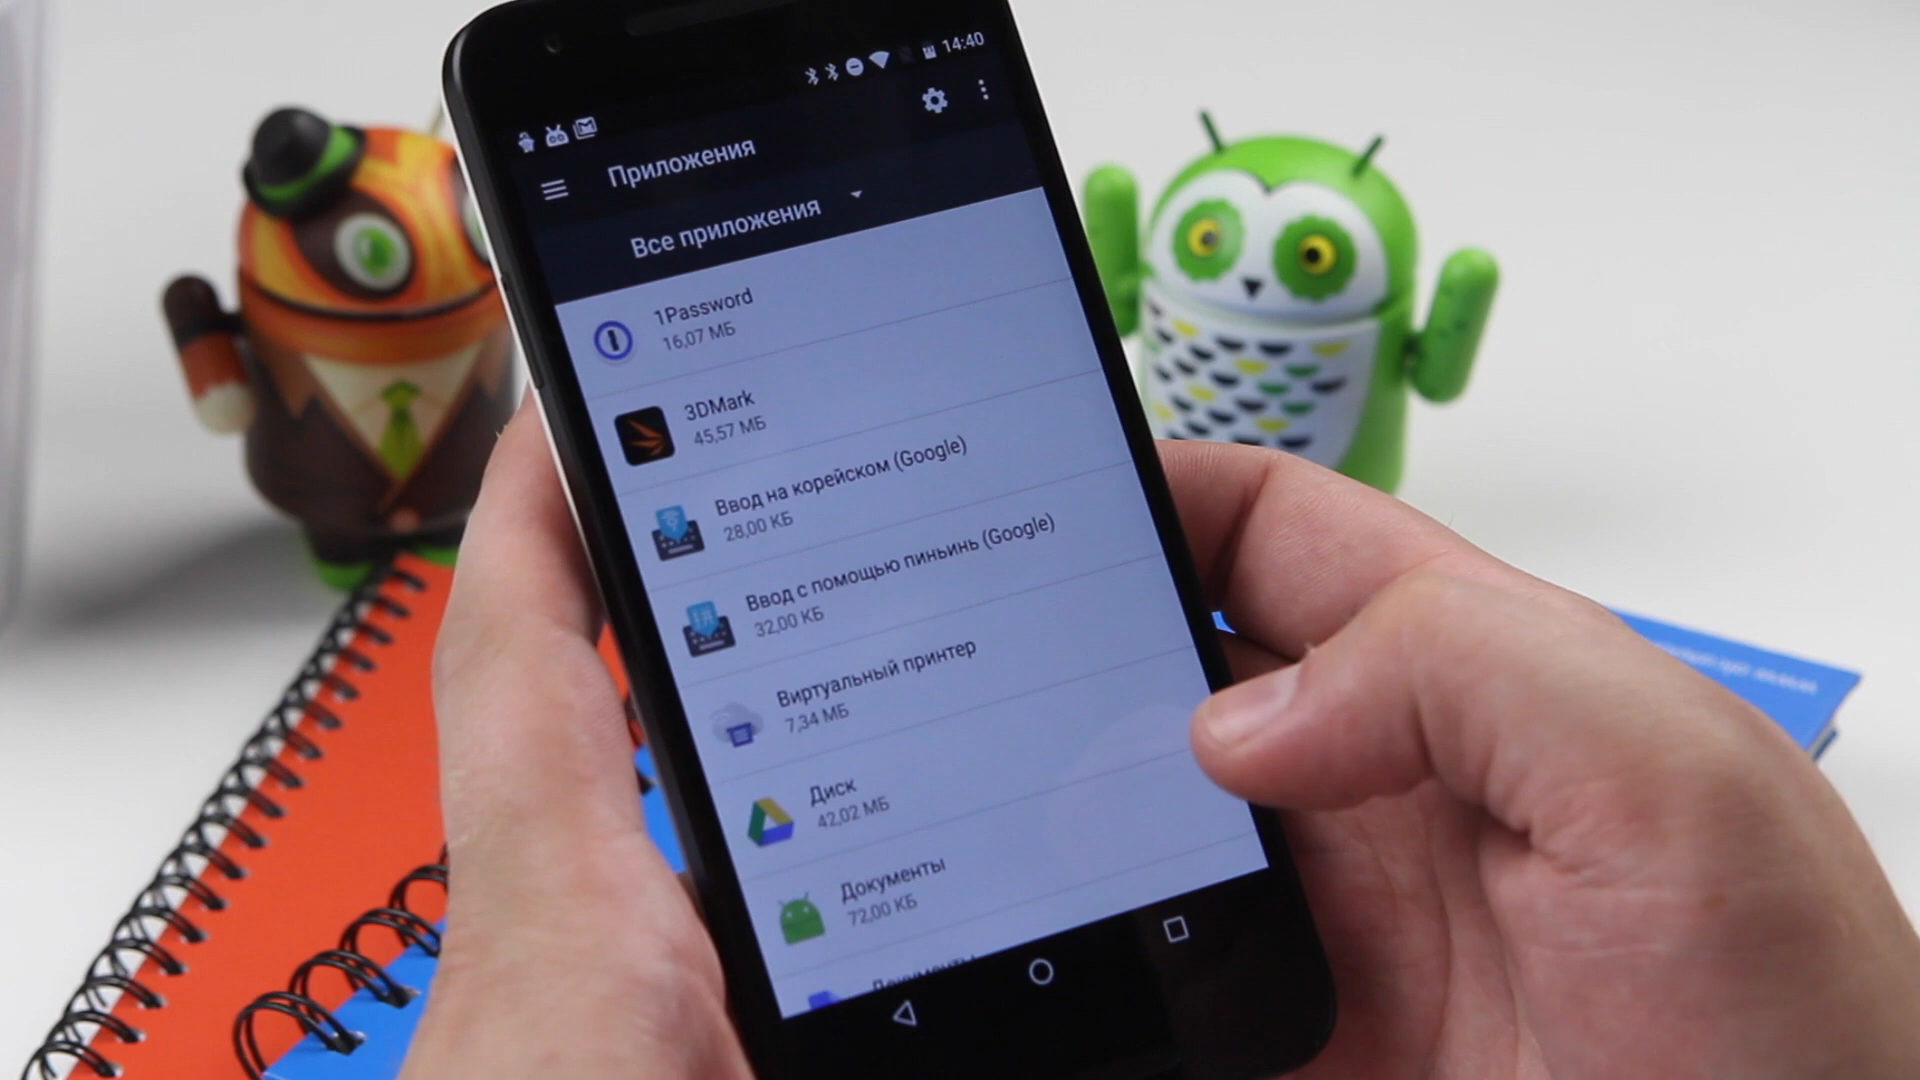 14:40
Приложения
Все приложения
1Password
16,07 МБ
3DMark
45,57 МБ
Ввод на корейском (Google)
28,00 КБ
Ввод с помощью пиньинь (Google)
32,00 КБ
Виртуальный принтер
7,34 МБ
Диск
42,02 МБ
Документы
72,00 КБ
Документы